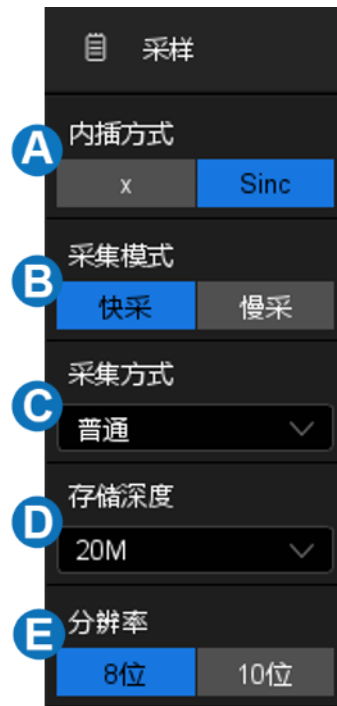 采样
A
内插方式
x Sinc
B
采集模式
快采 慢采
C
采集方式
普通
D
存储深度
20M
E
分辨率
8位 10位